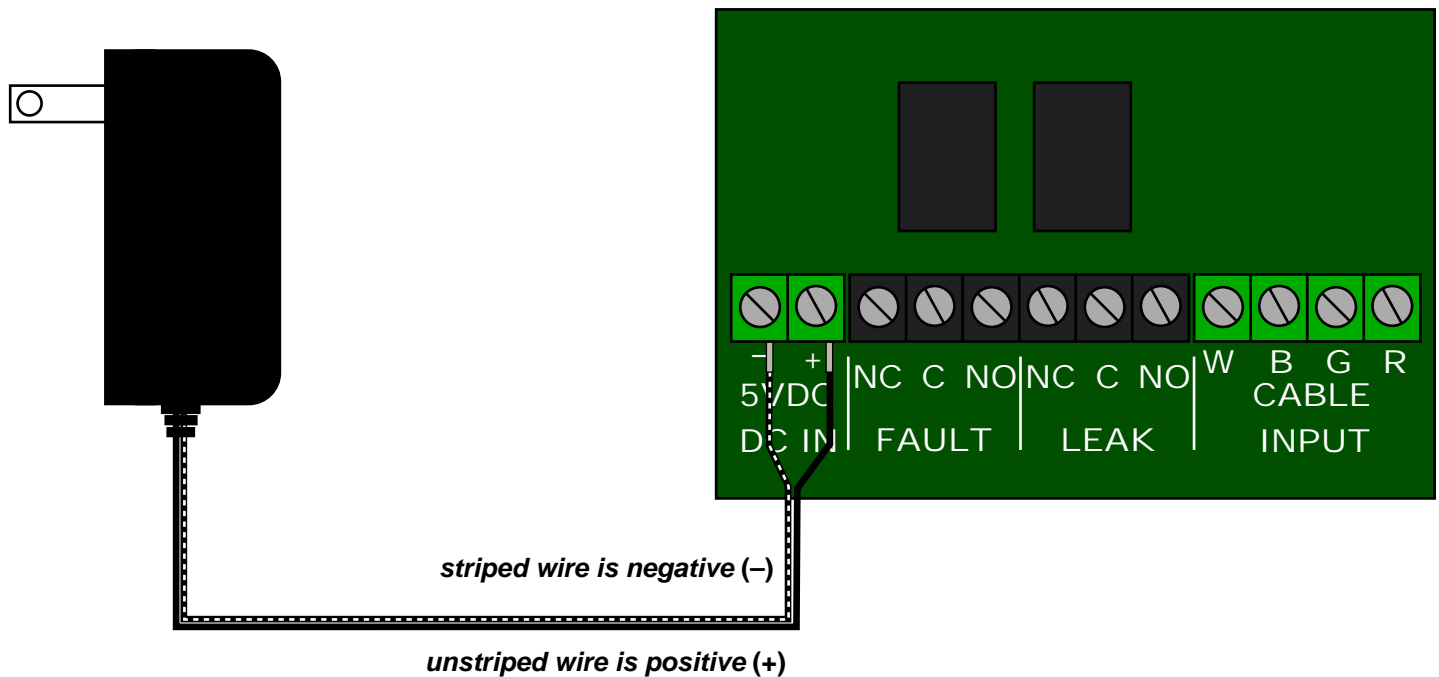 − +
5VDC
DC IN
NC C NO
FAULT
NC C NO
LEAK
W B G R
CABLE
INPUT
striped wire is negative (−)
unstriped wire is positive (+)